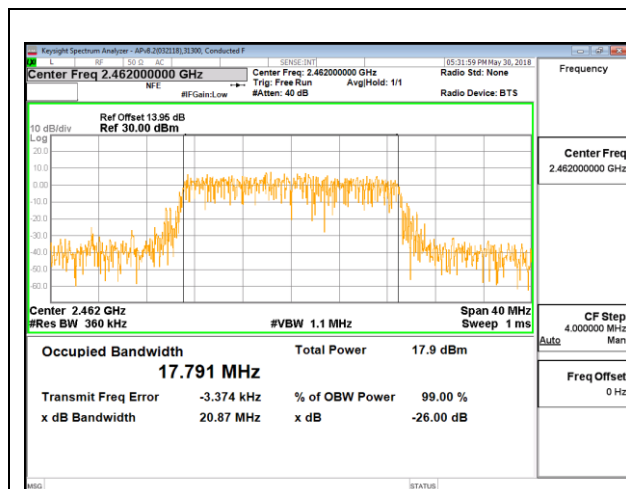 Keysight Spectrum Analyzer - APv8.2(032118),31300, Conducted F
L RF 50 Ω AC SENSE:INT 05:31:59 PM May 30, 2018
Center Freq 2.462000000 GHz Center Freq: 2.462000000 GHz Radio Std: None Frequency
NFE Trig: Free Run Avg|Hold: 1/1
#IFGain:Low #Atten: 40 dB Radio Device: BTS
Ref Offset 13.95 dB
10 dB/div Ref 30.00 dBm
Log
20.0
10.0
0.00
-10.0
-20.0
-30.0
-40.0
-50.0
-60.0
Center Freq
2.462000000 GHz
Center 2.462 GHz Span 40 MHz
#Res BW 360 kHz #VBW 1.1 MHz Sweep 1 ms
CF Step
4.000000 MHz
Auto Man
Occupied Bandwidth Total Power 17.9 dBm
17.791 MHz
Freq Offset
0 Hz
Transmit Freq Error -3.374 kHz % of OBW Power 99.00 %
x dB Bandwidth 20.87 MHz x dB -26.00 dB
MSG STATUS